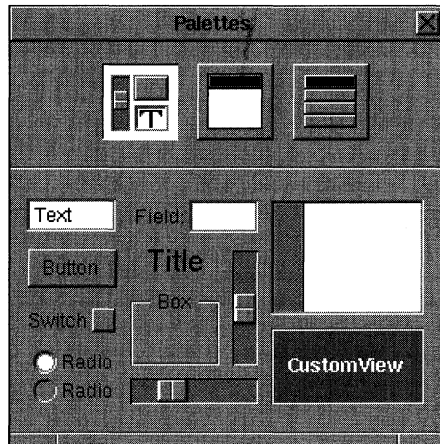 Palettes
T
Text
Field:
Button
Title
Switch
Box
Radio
Radio
CustomView